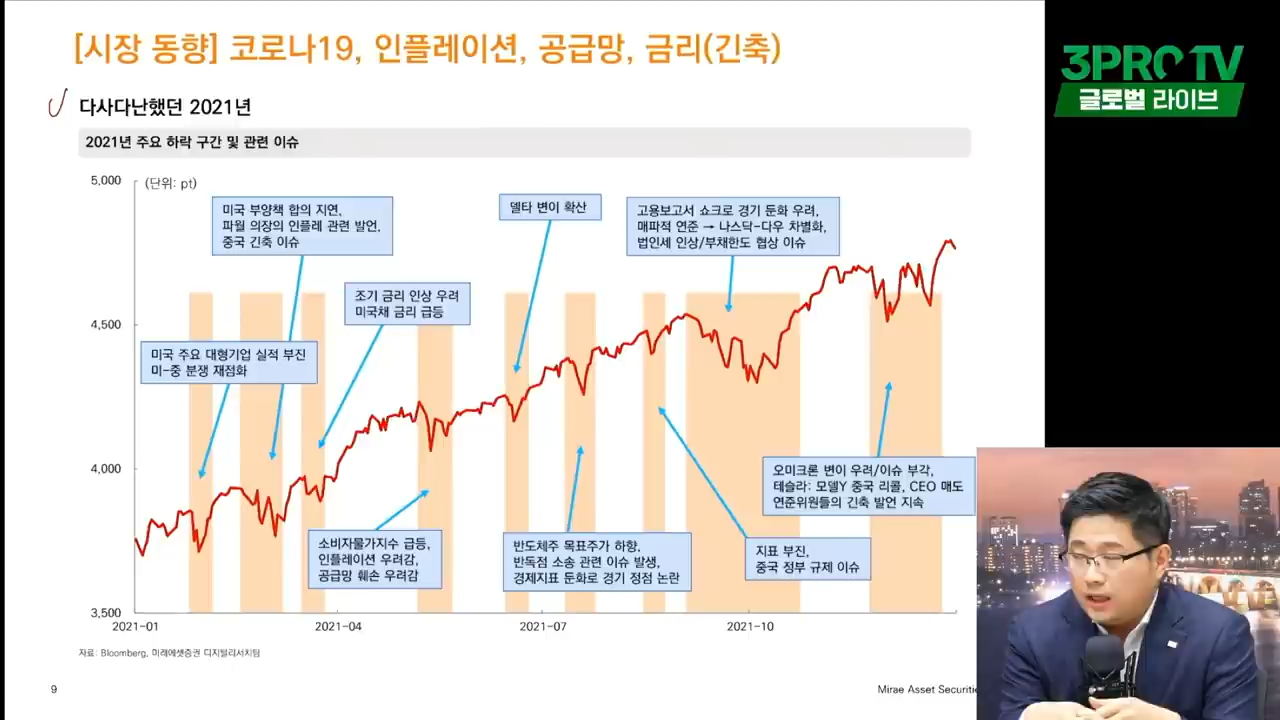 [시장 동향] 코로나19, 인플레이션, 공급망, 금리(긴축)
3PRO TV
글로벌 라이브
다사다난했던 2021년
2021년 주요 하락 구간 및 관련 이슈
(단위: pt)
5,000
4,500
4,000
3,500
미국 부양책 합의 지연,
파월 의장의 인플레 관련 발언,
중국 긴축 이슈
델타 변이 확산
고용보고서 쇼크로 경기 둔화 우려,
매파적 연준 → 나스닥-다우 차별화,
법인세 인상/부채한도 협상 이슈
조기 금리 인상 우려
미국채 금리 급등
미국 주요 대형기업 실적 부진
미-중 분쟁 재점화
오미크론 변이 우려/이슈 부각,
테슬라: 모델Y 중국 리콜, CEO 매도
연준위원들의 긴축 발언 지속
소비자물가지수 급등,
인플레이션 우려감,
공급망 훼손 우려감
반도체주 목표주가 하향,
반독점 소송 관련 이슈 발생,
경제지표 둔화로 경기 정점 논란
지표 부진,
중국 정부 규제 이슈
2021-01
2021-04
2021-07
2021-10
자료: Bloomberg, 미래에셋증권 디지털리서치팀
9
Mirae Asset Securitie